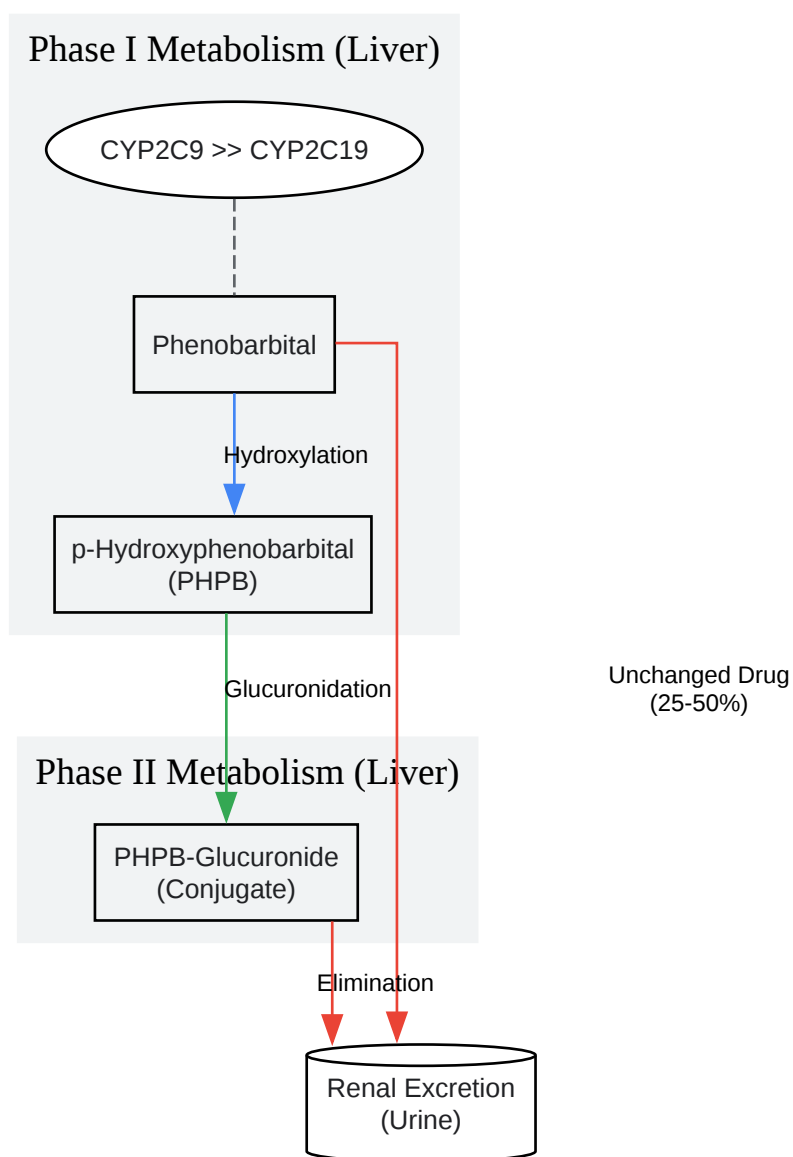 Phase I Metabolism (Liver)
CYP2C9 >> CYP2C19
Phenobarbital
Hydroxylation
p-Hydroxyphenobarbital
(PHPB)
Glucuronidation
Unchanged Drug
(25-50%)
Phase II Metabolism (Liver)
PHPB-Glucuronide
(Conjugate)
Elimination
Renal Excretion
(Urine)